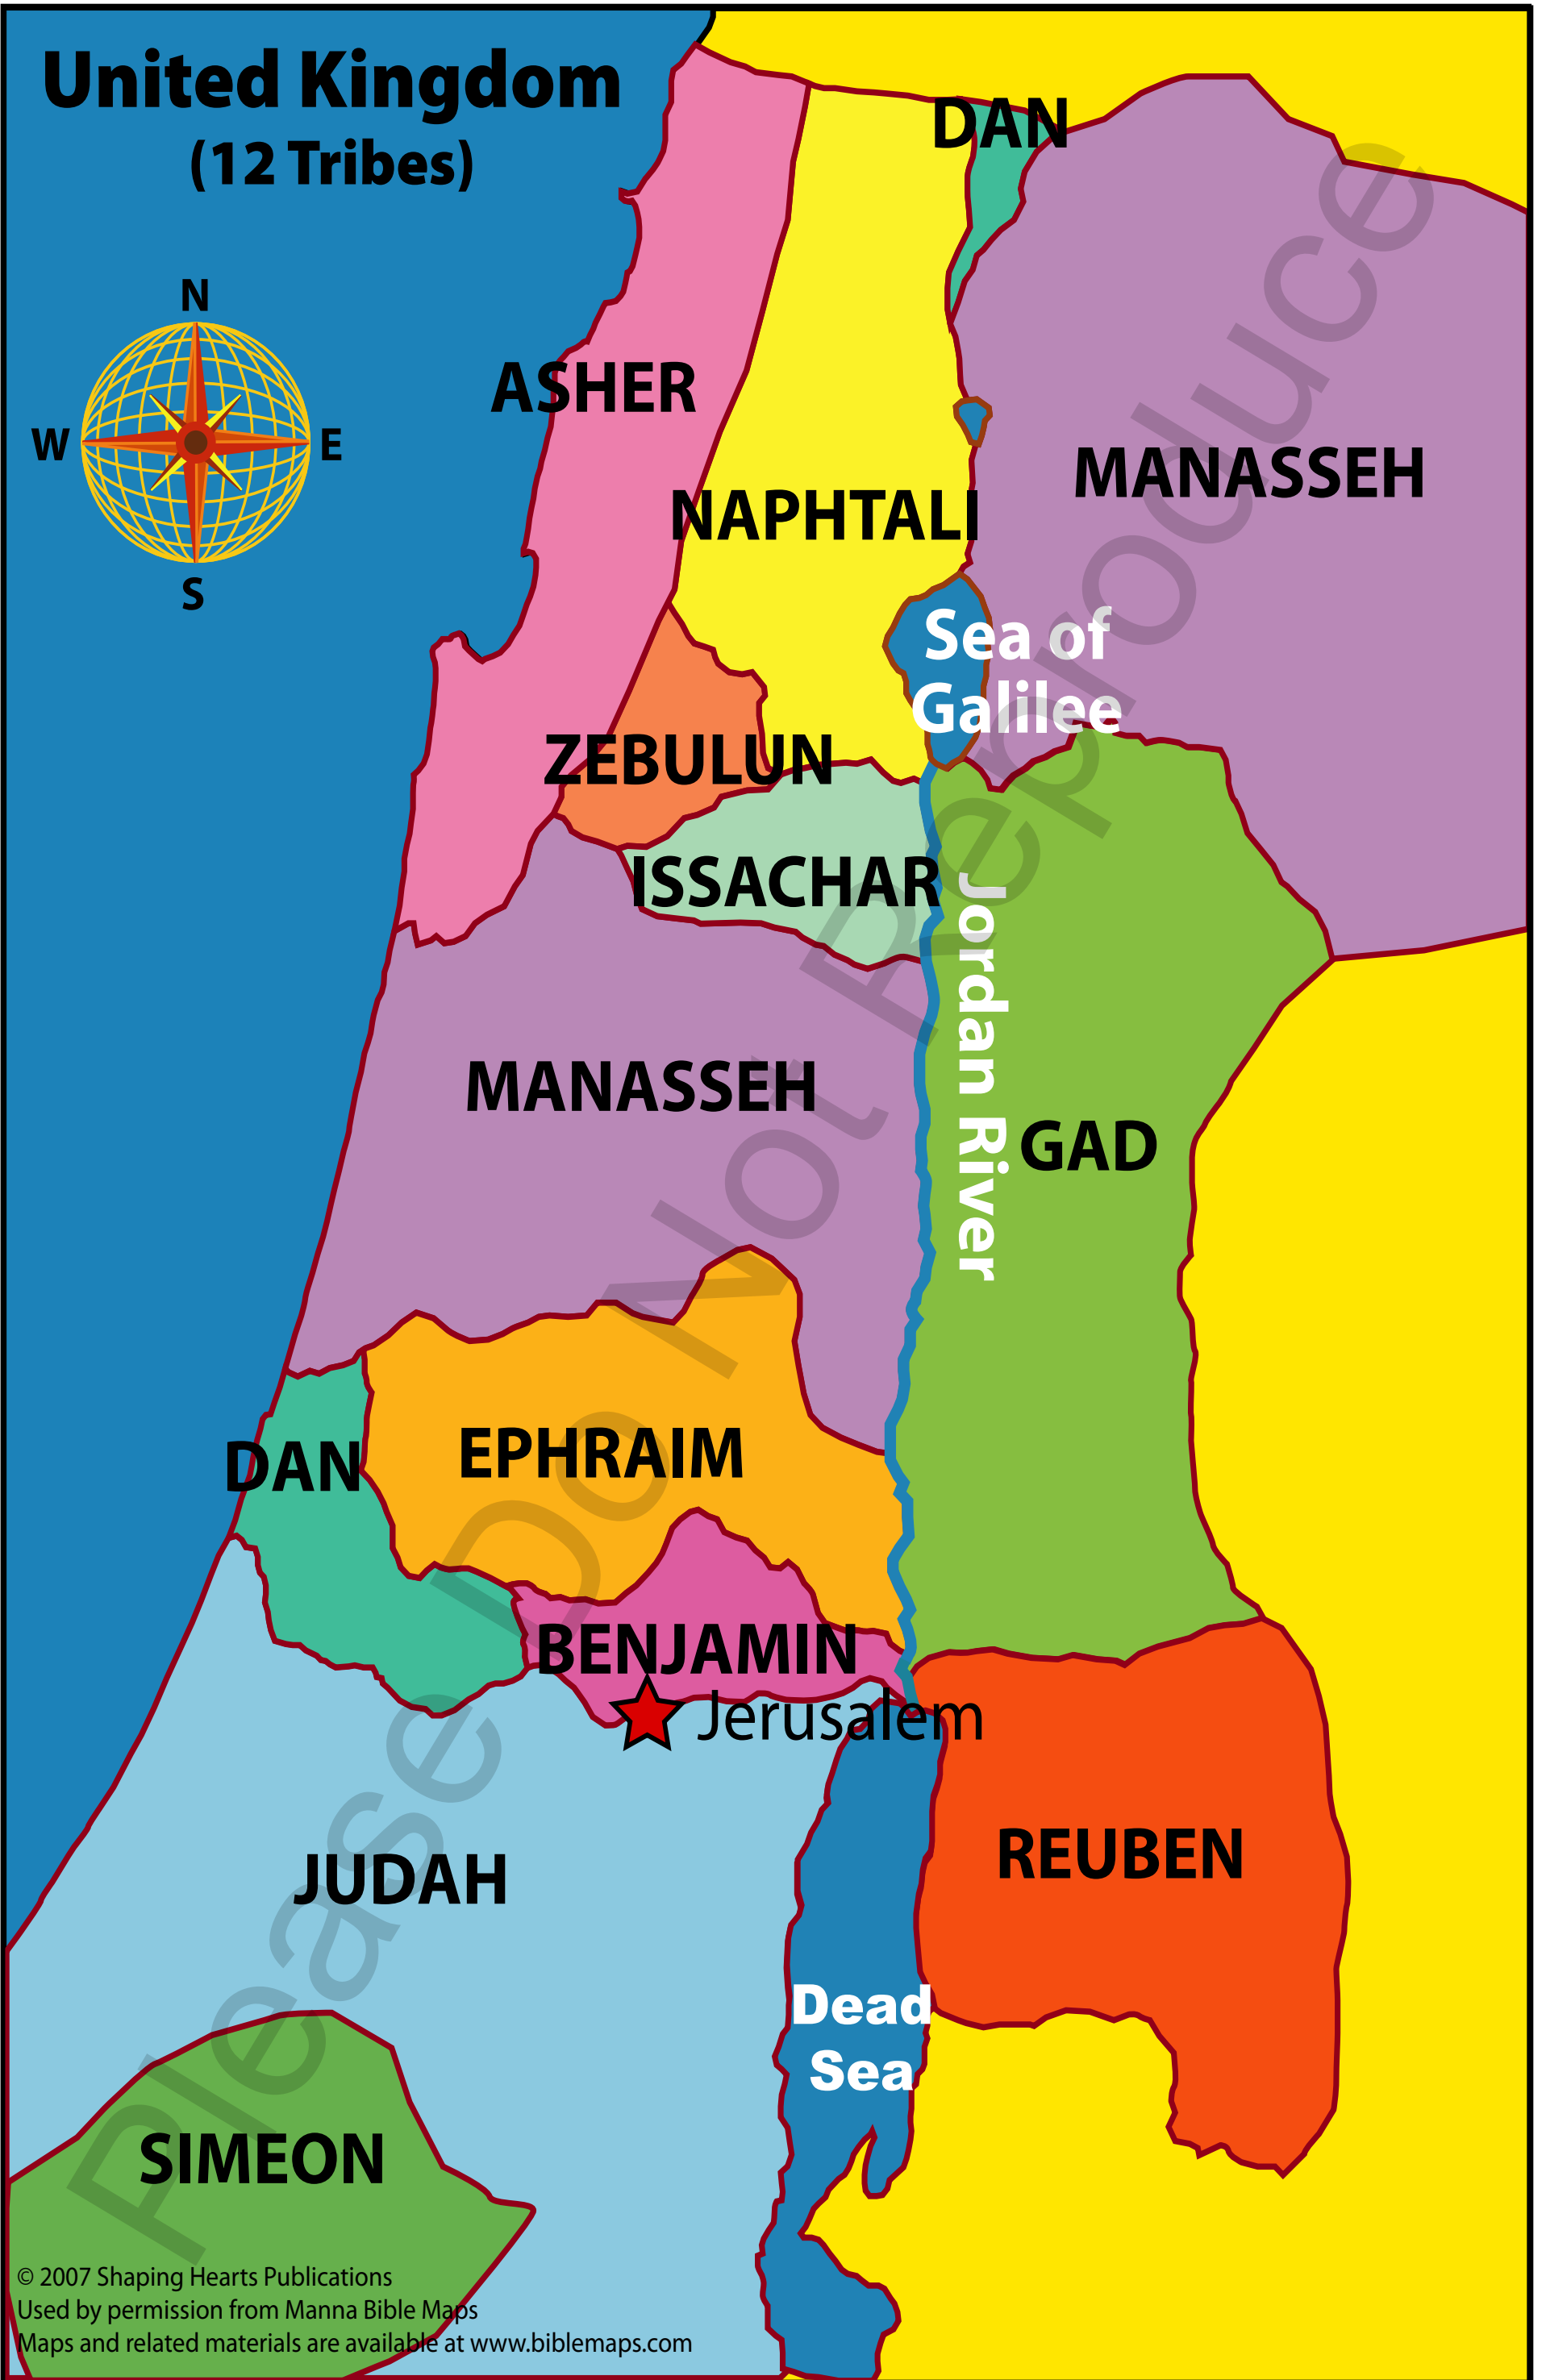 United Kingdom
(12 Tribes)
N
W
E
S
DAN
ASHER
MANASSEH
NAPHTALI
Sea of
Galilee
ZEBULUN
ISSACHAR
Jordan River
MANASSEH
GAD
DAN
EPHRAIM
BENJAMIN
Jerusalem
REUBEN
JUDAH
Dead
Sea
SIMEON
Please Do Not Reproduce
© 2007 Shaping Hearts Publications
Used by permission from Manna Bible Maps
Maps and related materials are available at www.biblemaps.com